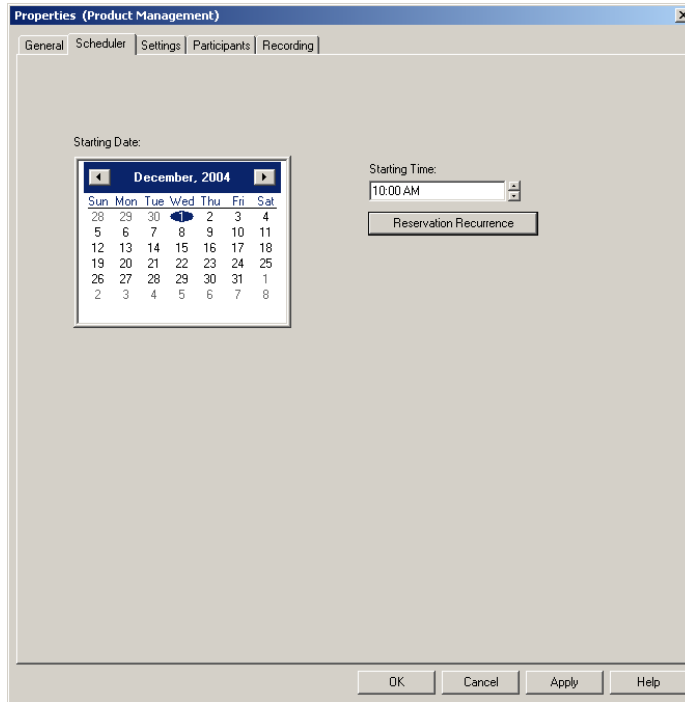 Properties (Product Management)
General Scheduler Settings Participants Recording
Starting Date:
December, 2004
Sun Mon Tue Wed Thu Fri Sat
28 29 30 1 2 3 4
5 6 7 8 9 10 11
12 13 14 15 16 17 18
19 20 21 22 23 24 25
26 27 28 29 30 31 1
2 3 4 5 6 7 8
Starting Time:
10:00 AM
Reservation Recurrence
OK Cancel Apply Help